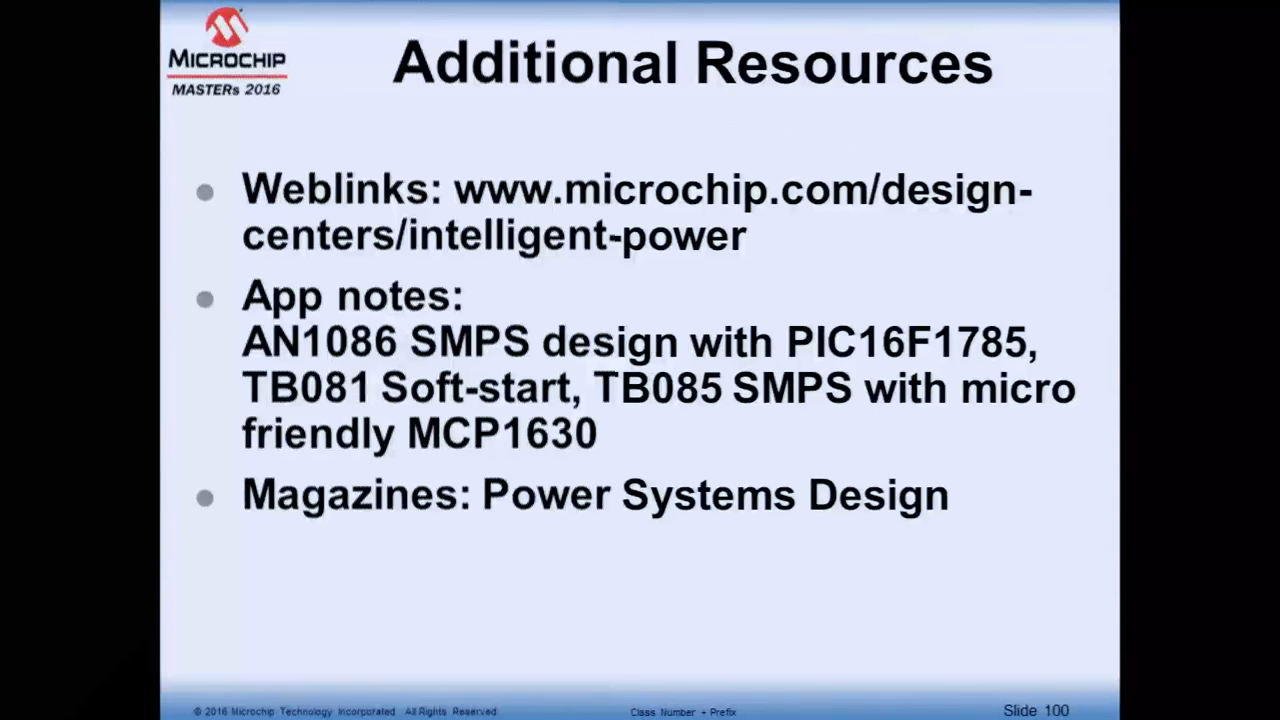 MICROCHIP
MASTERs 2016
Additional Resources
Weblinks: www.microchip.com/design-
centers/intelligent-power
App notes:
AN1086 SMPS design with PIC16F1785,
TB081 Soft-start, TB085 SMPS with micro
friendly MCP1630
Magazines: Power Systems Design
© 2016 Microchip Technology Incorporated All Rights Reserved
Class Number + Prefix
Slide 100